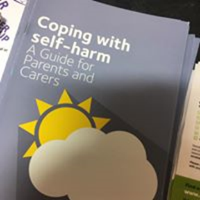 Coping with
self-harm
A Guide for
Parents and
Carers